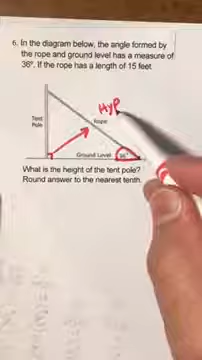 6. In the diagram below, the angle formed by
the rope and ground level has a measure of
36º. If the rope has a length of 15 feet
HYP
Tent
Pole
Rope
Ground Level
36°
What is the height of the tent pole?
Round answer to the nearest tenth.